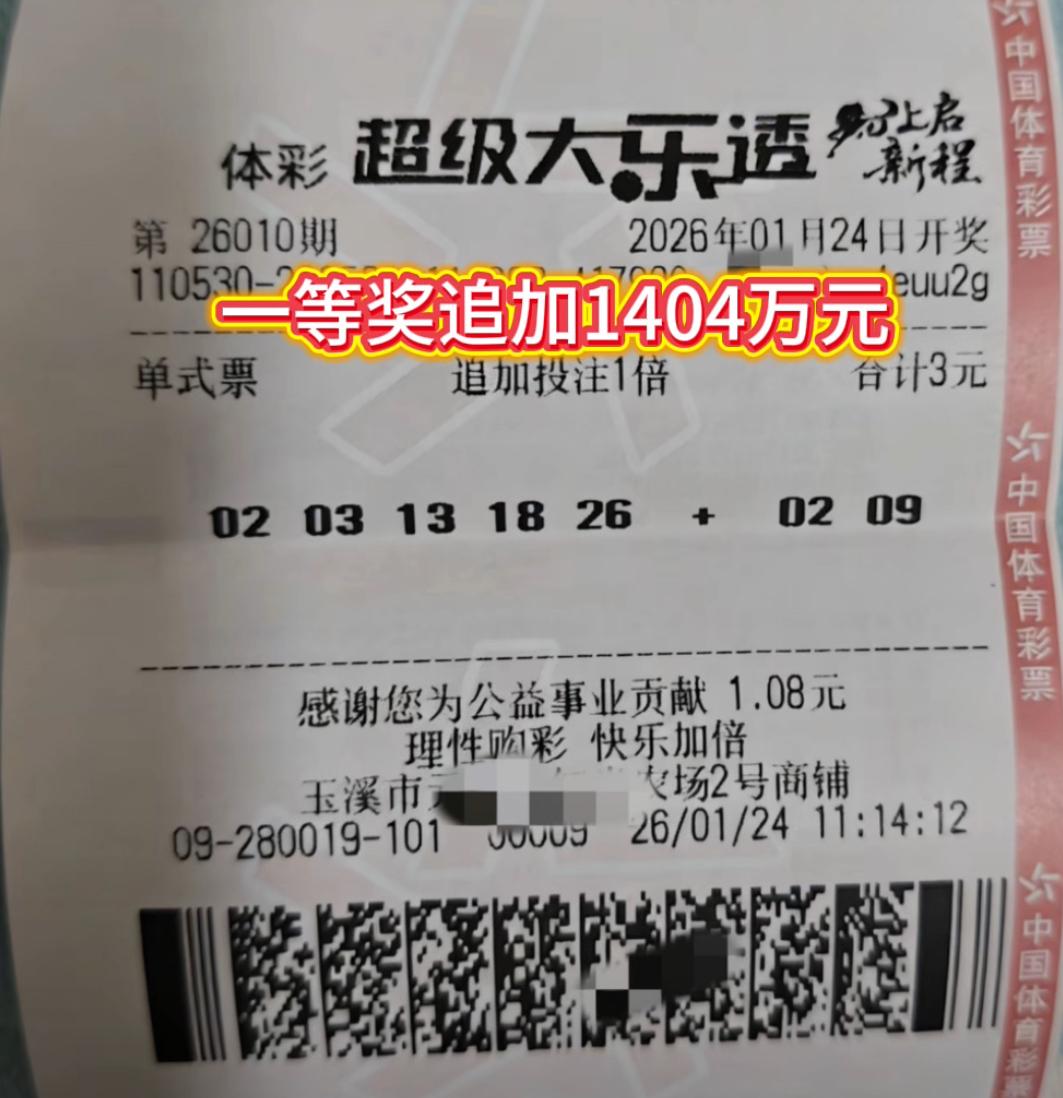 体彩 超级大乐透 马上启
新程
第 26010期 2026年01月24日开奖
110530- euu2g
一等奖追加1404万元
单式票 追加投注1倍 合计3元
02 03 13 18 26 + 02 09
感谢您为公益事业贡献 1.08元
理性购彩 快乐加倍
玉溪市 农场2号商铺
09-280019-101 26/01/24 11:14:12
中国体育彩票
中国体育彩票
中国体育彩票